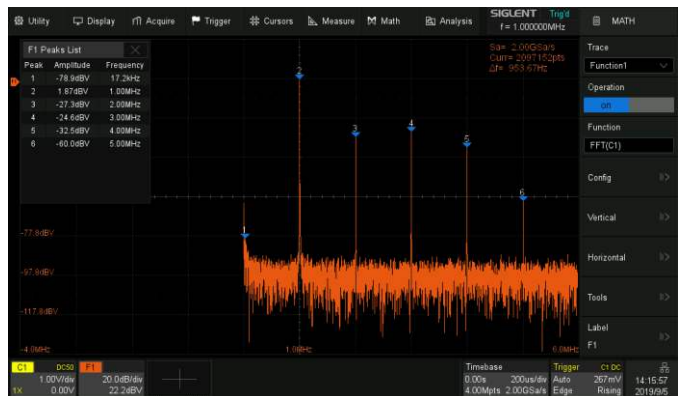 Utility Display Acquire Trigger Cursors Measure Math Analysis SIGLENT Trig'd MATH
f = 1.000000MHz
F1 Peaks List
Peak Amplitude Frequency
1 -78.9dBV 17.2kHz
2 1.87dBV 1.00MHz
3 -27.3dBV 2.00MHz
4 -24.6dBV 3.00MHz
5 -32.5dBV 4.00MHz
6 -60.0dBV 5.00MHz
Sa= 2.00GSa/s
Curr= 2097152pts
Δf= 953.67Hz
2
3
4
5
6
1
-77.8dBV
-97.8dBV
-117.8dBV
-4.0MHz 1.0MHz 6.0MHz
Trace
Function1
Operation
on
Function
FFT(C1)
Config
Vertical
Horizontal
Tools
Label
F1
C1 DC50 F1
1.00V/div 20.0dB/div
1X 0.00V 22.2dBV
Timebase
0.00s 200us/div
4.00Mpts 2.00GSa/s
Trigger C1 DC
Auto 267mV
Edge Rising
14:15:57
2019/9/5